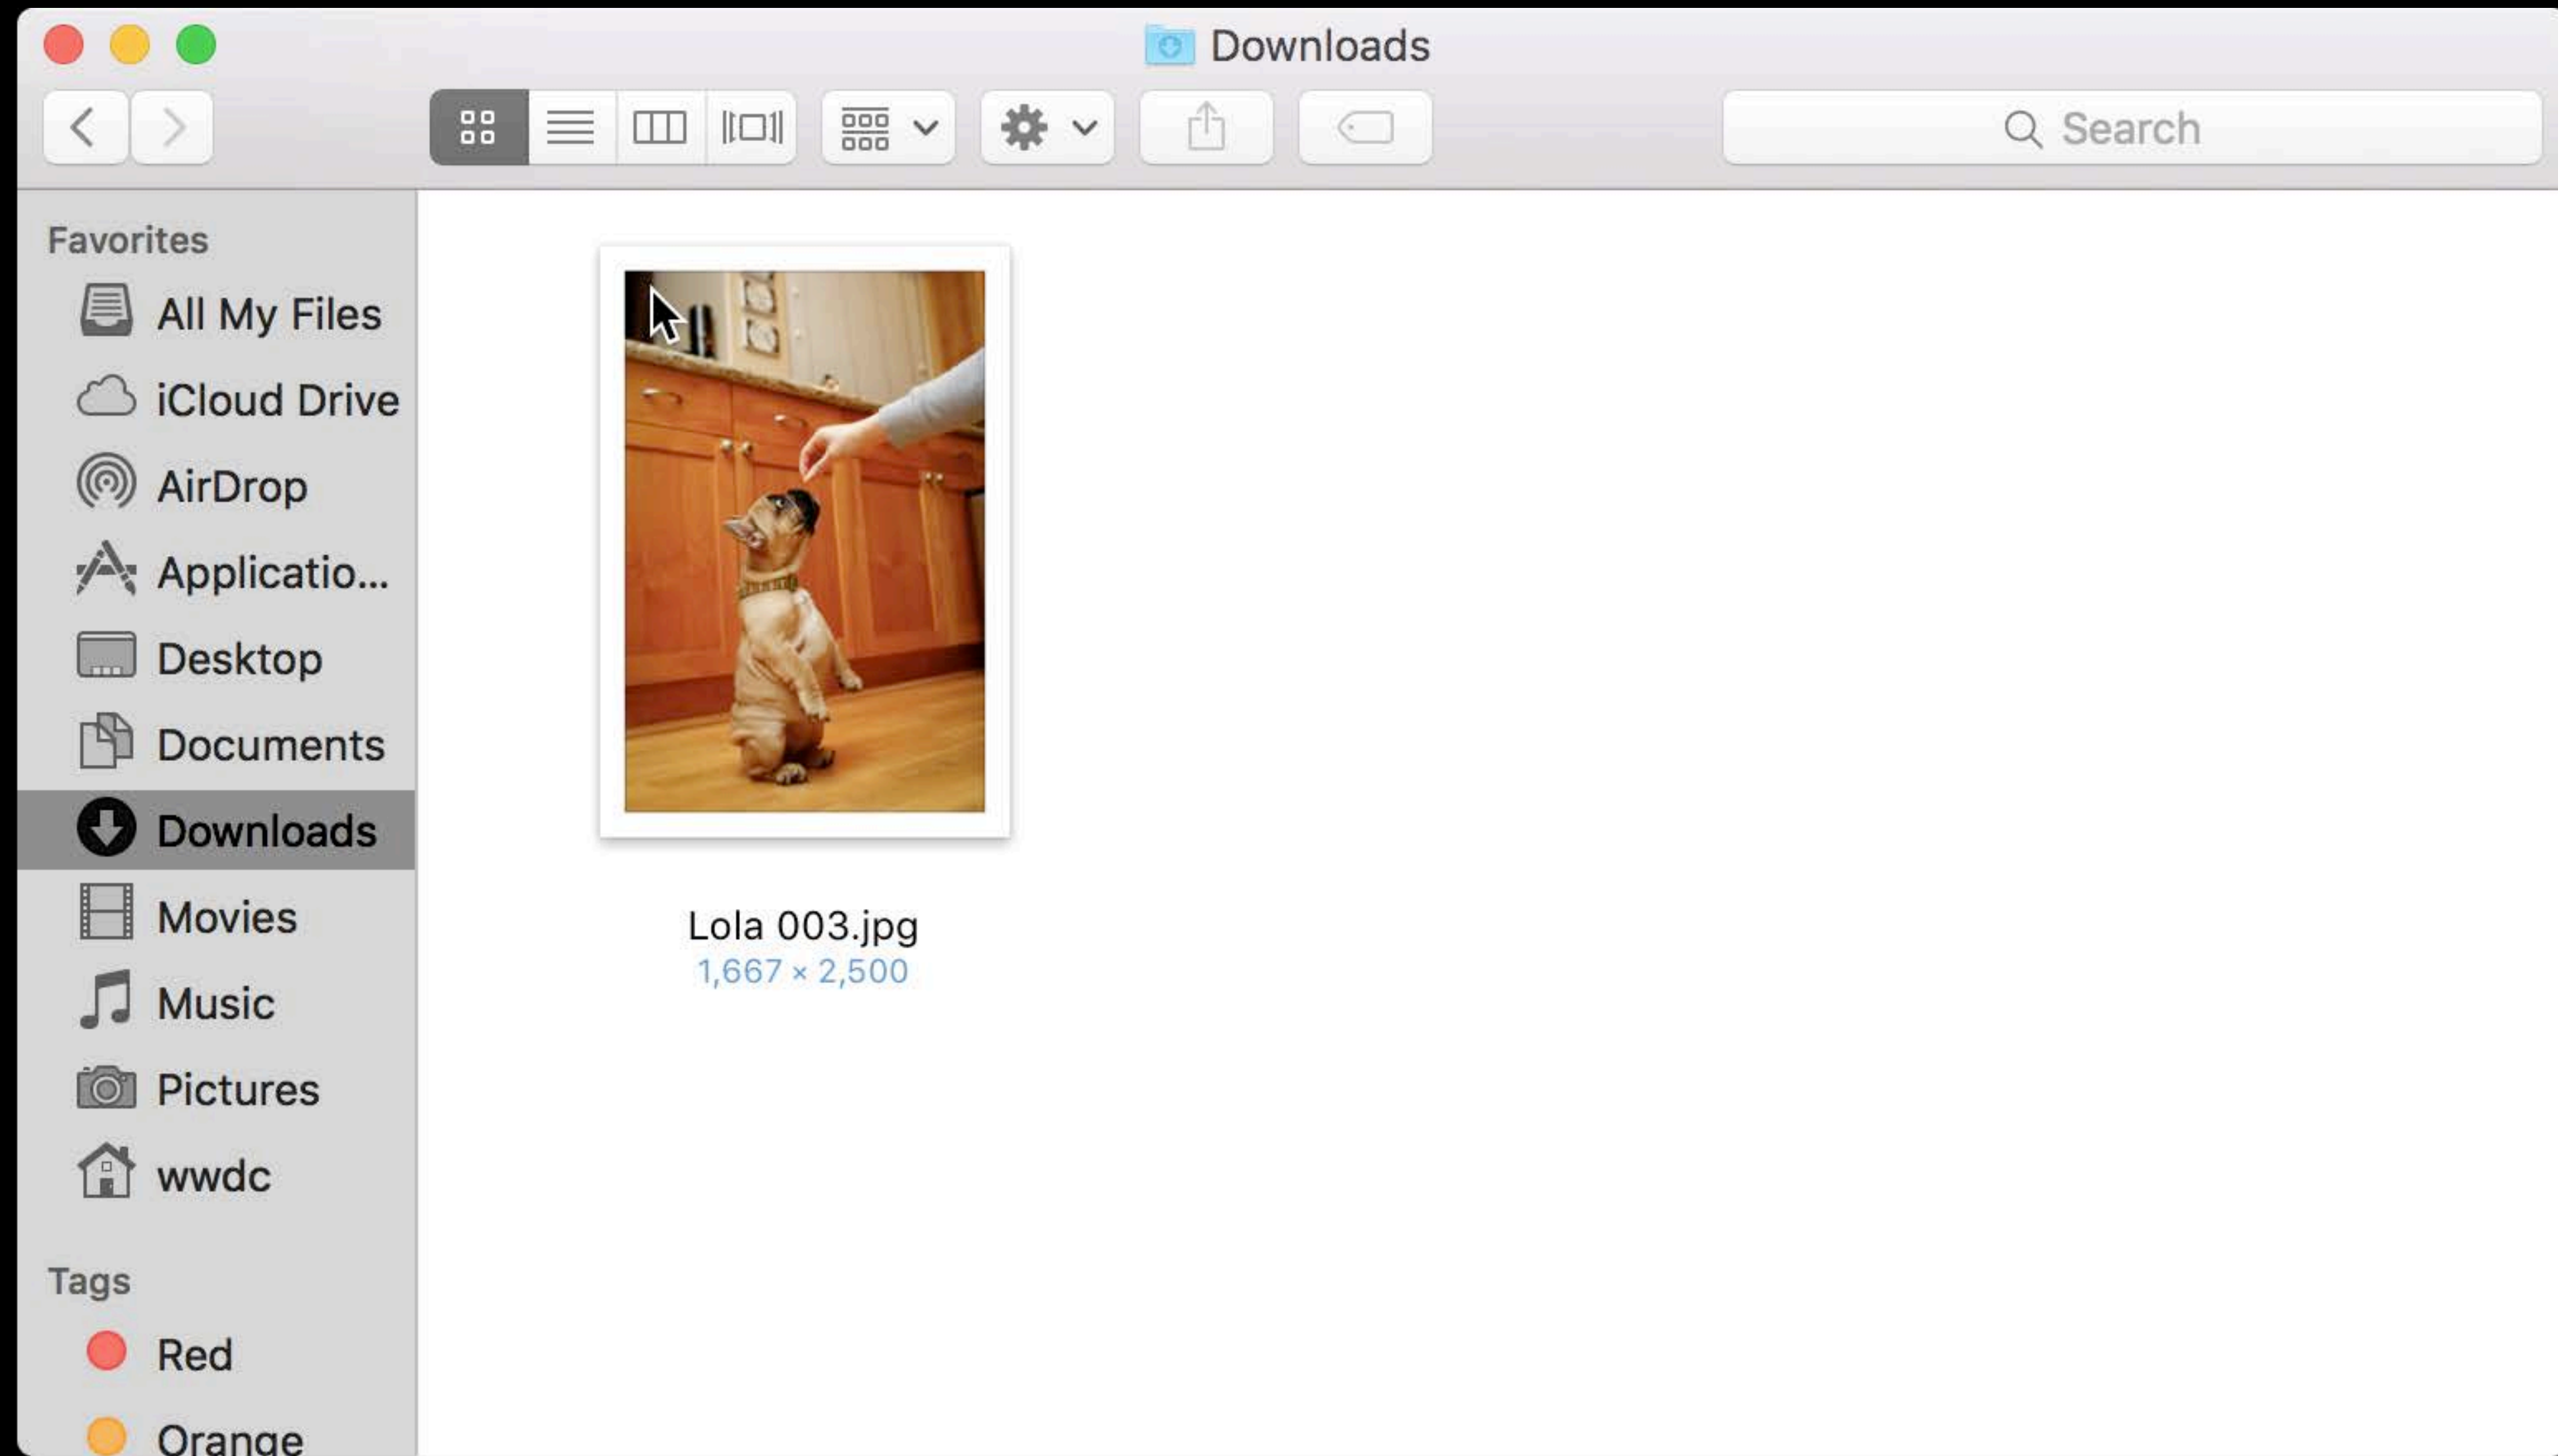 Downloads
Search
Favorites
All My Files
iCloud Drive
AirDrop
Applicatio...
Desktop
Documents
Downloads
Movies
Music
Pictures
wwdc
Tags
Red
Orange
Lola 003.jpg
1,667 × 2,500